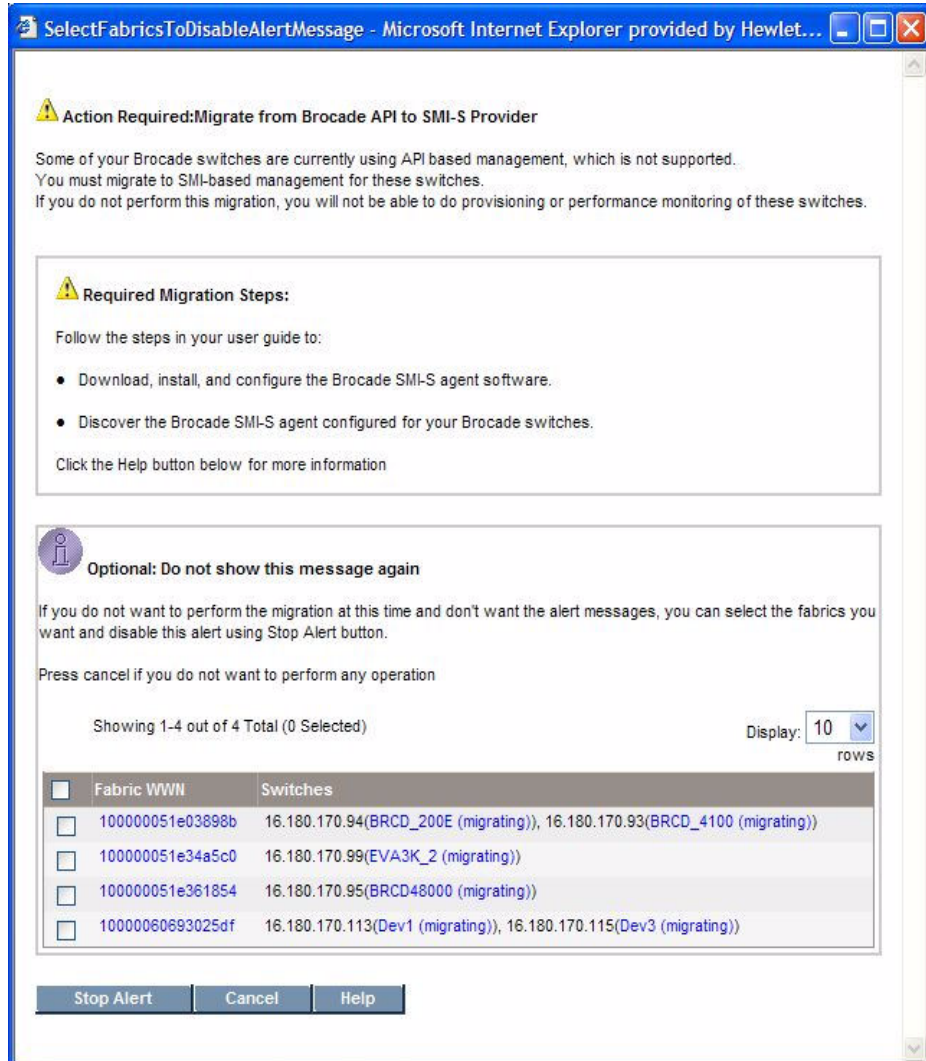 SelectFabricsToDisableAlertMessage - Microsoft Internet Explorer provided by Hewlet...
Action Required:Migrate from Brocade API to SMI-S Provider
Some of your Brocade switches are currently using API based management, which is not supported.
You must migrate to SMI-based management for these switches.
If you do not perform this migration, you will not be able to do provisioning or performance monitoring of these switches.
Required Migration Steps:
Follow the steps in your user guide to:
• Download, install, and configure the Brocade SMI-S agent software.
• Discover the Brocade SMI-S agent configured for your Brocade switches.
Click the Help button below for more information
Optional: Do not show this message again
If you do not want to perform the migration at this time and don't want the alert messages, you can select the fabrics you
want and disable this alert using Stop Alert button.
Press cancel if you do not want to perform any operation
Showing 1-4 out of 4 Total (0 Selected) Display: 10
rows
Fabric WWN Switches
100000051e03898b 16.180.170.94(BRCD_200E (migrating)), 16.180.170.93(BRCD_4100 (migrating))
100000051e34a5c0 16.180.170.99(EVA3K_2 (migrating))
100000051e361854 16.180.170.95(BRCD48000 (migrating))
10000060693025df 16.180.170.113(Dev1 (migrating)), 16.180.170.115(Dev3 (migrating))
Stop Alert Cancel Help